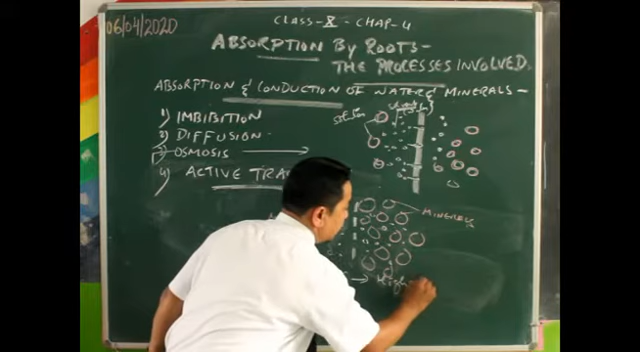 06/04/2020
CLASS-X-CHAP-4
ABSORPTION By ROOTS-
THE PROCESSES INVOLVED.
ABSORPTION & CONDUCTION OF WATER & MINERALS-
1) IMBIBITION
2) DIFFUSION-
3) OSMOSIS
4) ACTIVE TRA
MINERALS
High